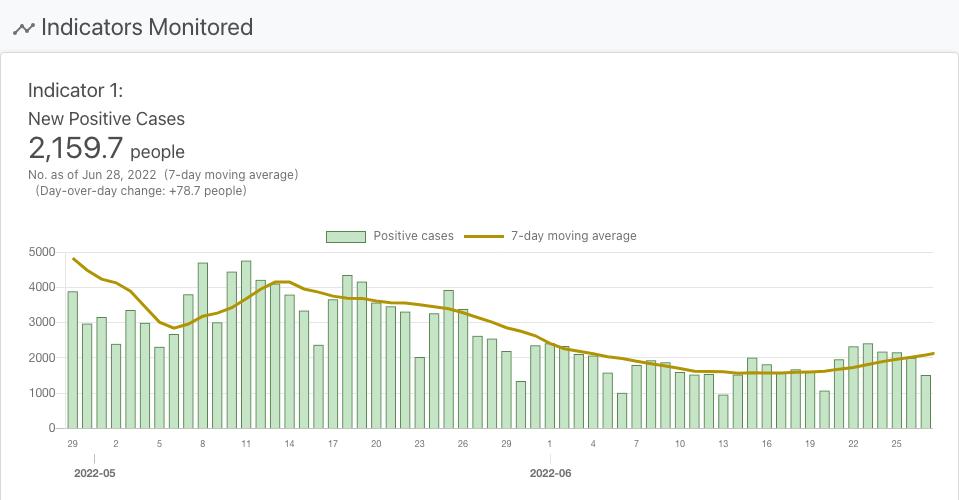 Indicators Monitored
Indicator 1:
New Positive Cases
2,159.7 people
No. as of Jun 28, 2022 (7-day moving average)
(Day-over-day change: +78.7 people)
Positive cases 7-day moving average
5000
4000
3000
2000
1000
0
29 2 5 8 11 14 17 20 23 26 29 1 4 7 10 13 16 19 22 25
2022-05 2022-06